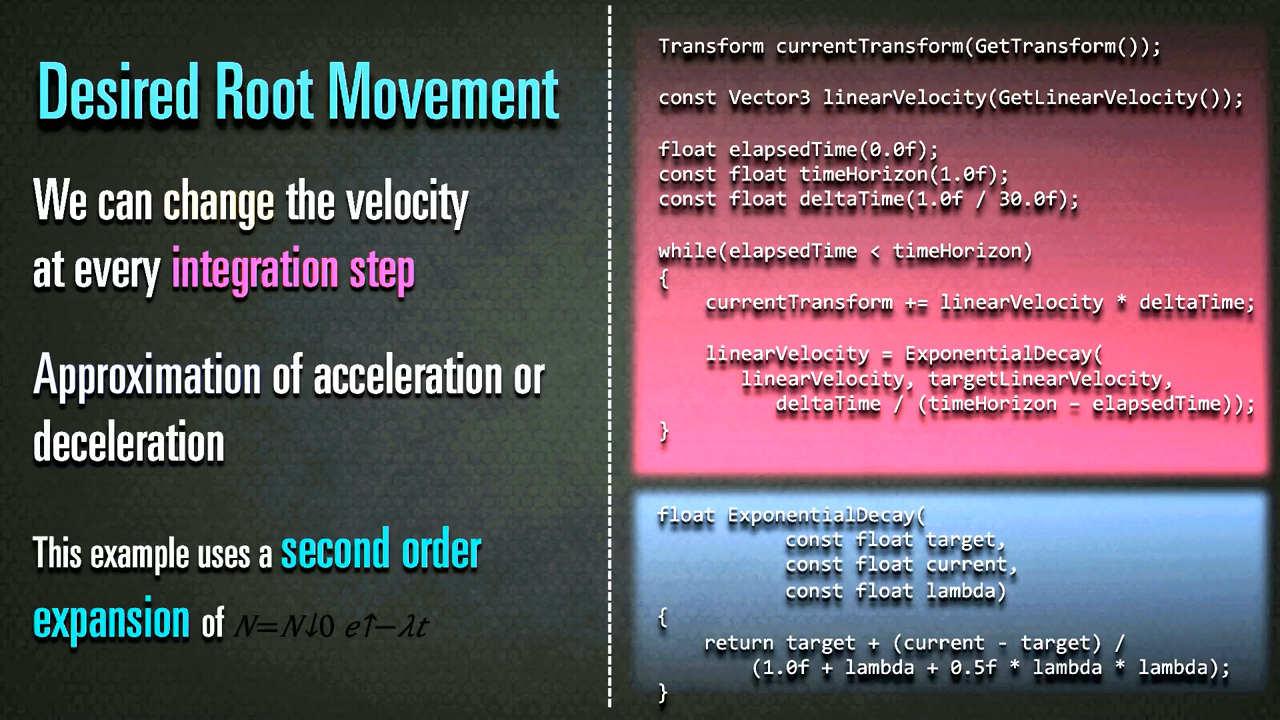 Desired Root Movement
We can change the velocity
at every integration step
Approximation of acceleration or
deceleration
This example uses a second order
expansion of N=N↓0 e↑−λt
Transform currentTransform(GetTransform());
const Vector3 linearVelocity(GetLinearVelocity());
float elapsedTime(0.0f);
const float timeHorizon(1.0f);
const float deltaTime(1.0f / 30.0f);
while(elapsedTime < timeHorizon)
{
currentTransform += linearVelocity * deltaTime;
linearVelocity = ExponentialDecay(
linearVelocity, targetLinearVelocity,
deltaTime / (timeHorizon – elapsedTime));
}
float ExponentialDecay(
const float target,
const float current,
const float lambda)
{
return target + (current - target) /
(1.0f + lambda + 0.5f * lambda * lambda);
}